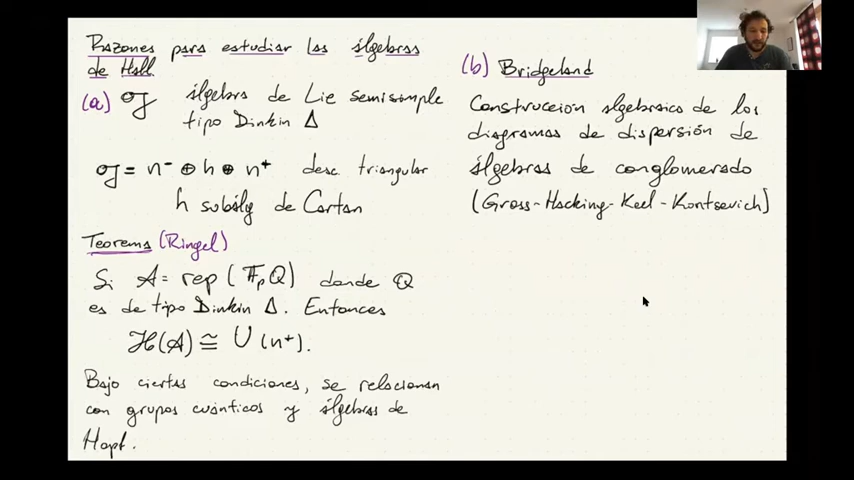 Razones para estudiar las álgebras
de Hall.
(a) 𝔤 álgebra de Lie semisimple
tipo Dinkin Δ
𝔤 = n⁻ ⊕ h ⊕ n⁺ desc. triangular
h subálg de Cartan
Teorema (Ringel)
Si A = rep (𝔽ₚQ) donde Q
es de tipo Dinkin Δ. Entonces
H(A) ≅ U(n⁺).
Bajo ciertas condiciones, se relacionan
con grupos cuánticos y álgebras de
Hopf.
(b) Bridgeland
Construcción algebraica de los
diagramas de dispersión de
álgebras de conglomerado
(Gross-Hacking-Keel-Kontsevich)